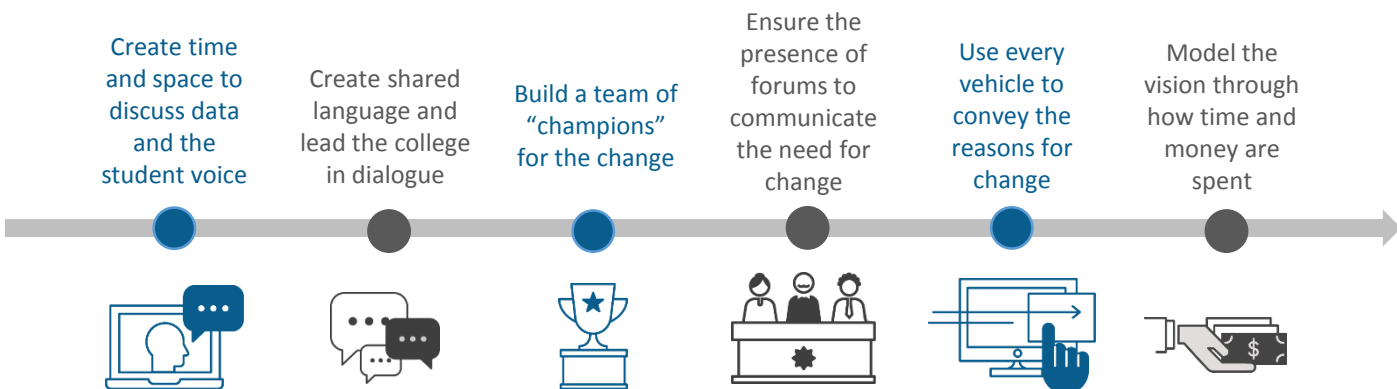 Create time
and space to
discuss data
and the
student voice
Create shared
language and
lead the college
in dialogue
Build a team of
“champions”
for the change
Ensure the
presence of
forums to
communicate
the need for
change
Use every
vehicle to
convey the
reasons for
change
Model the
vision through
how time and
money are
spent
$